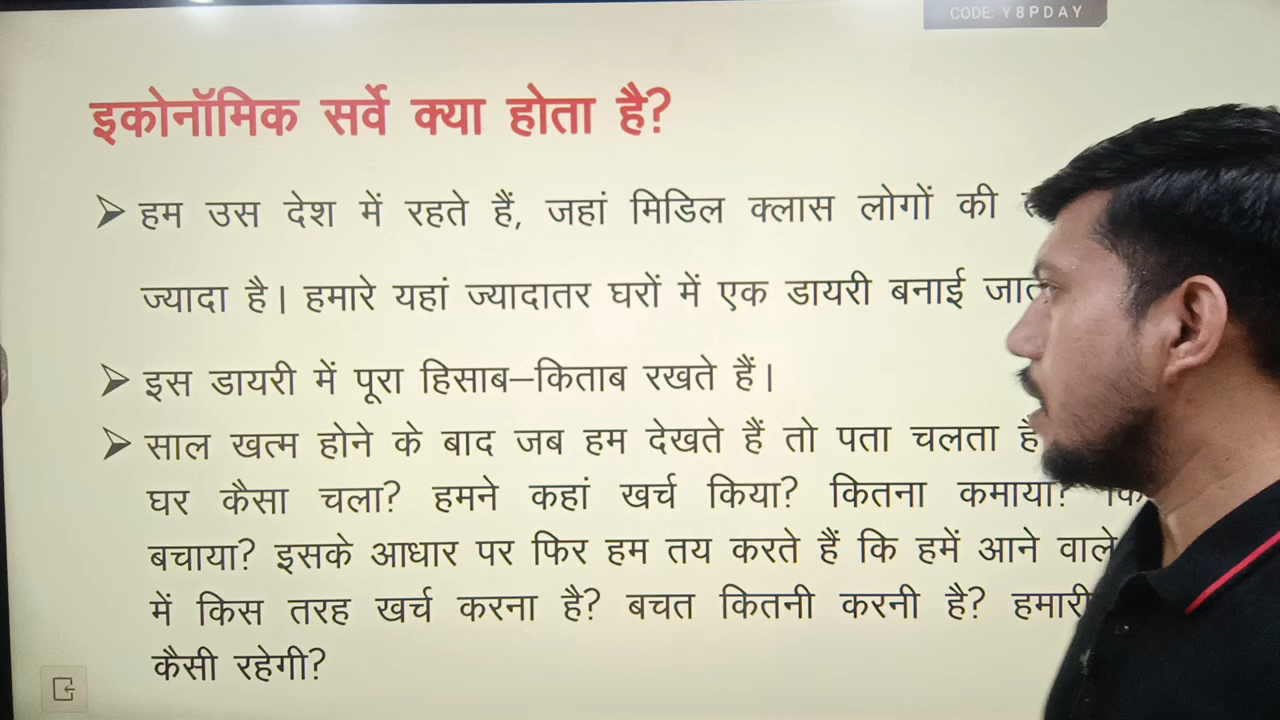 CODE: Y8PDAY
इकोनॉमिक सर्वे क्या होता है?
➢ हम उस देश में रहते हैं, जहां मिडिल क्लास लोगों की
ज्यादा है। हमारे यहां ज्यादातर घरों में एक डायरी बनाई
➢ इस डायरी में पूरा हिसाब–किताब रखते हैं।
➢ साल खत्म होने के बाद जब हम देखते हैं तो पता चलता
घर कैसा चला? हमने कहां खर्च किया? कितना कमाया?
बचाया? इसके आधार पर फिर हम तय करते हैं कि हमें आने वाले
में किस तरह खर्च करना है? बचत कितनी करनी है? हमारी
कैसी रहेगी?